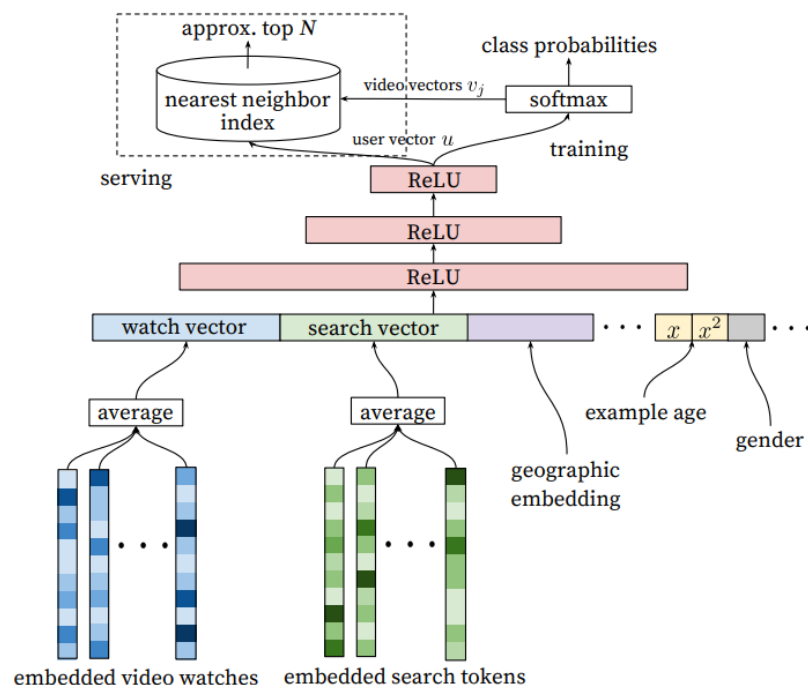 approx. top N
class probabilities
nearest neighbor
index
video vectors v_j
softmax
user vector u
training
serving
ReLU
ReLU
ReLU
watch vector
search vector
x
x²
average
average
example age
gender
geographic
embedding
embedded video watches
embedded search tokens